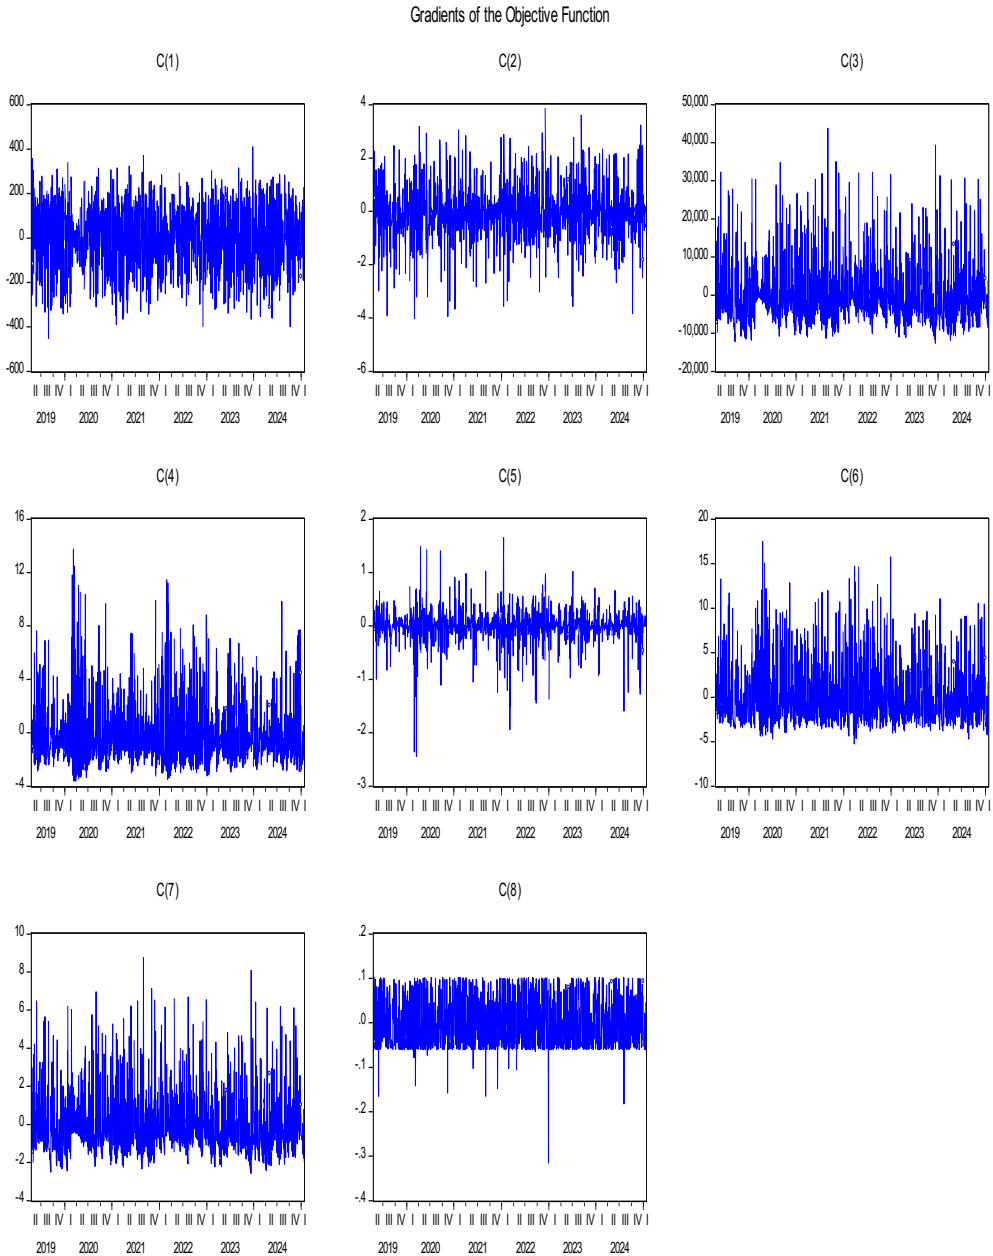 Gradients of the Objective Function
C(1) C(2) C(3)
600 4 50,000
40,000
400 2 30,000
200 0 20,000
0 10,000
-200 -2 0
-400 -4 -10,000
-600 -6 -20,000
II III IV I II III IV I II III IV I II III IV I II III IV I II III IV I II III IV I II III IV I II III IV I II III IV I II III IV I II III IV I II III IV I II III IV I II III IV I II III IV I II III IV I II III IV I
2019 2020 2021 2022 2023 2024 2019 2020 2021 2022 2023 2024 2019 2020 2021 2022 2023 2024
C(4) C(5) C(6)
16 2 20
12 1 15
8 0 10
4 -1 5
0 -2 0
-4 -3 -5
-10
II III IV I II III IV I II III IV I II III IV I II III IV I II III IV I II III IV I II III IV I II III IV I II III IV I II III IV I II III IV I II III IV I II III IV I II III IV I II III IV I II III IV I II III IV I
2019 2020 2021 2022 2023 2024 2019 2020 2021 2022 2023 2024 2019 2020 2021 2022 2023 2024
C(7) C(8)
10 .2
8 .1
6 .0
4 -.1
2 -.2
0 -.3
-2 -.4
-4
II III IV I II III IV I II III IV I II III IV I II III IV I II III IV I II III IV I II III IV I II III IV I II III IV I II III IV I II III IV I
2019 2020 2021 2022 2023 2024 2019 2020 2021 2022 2023 2024